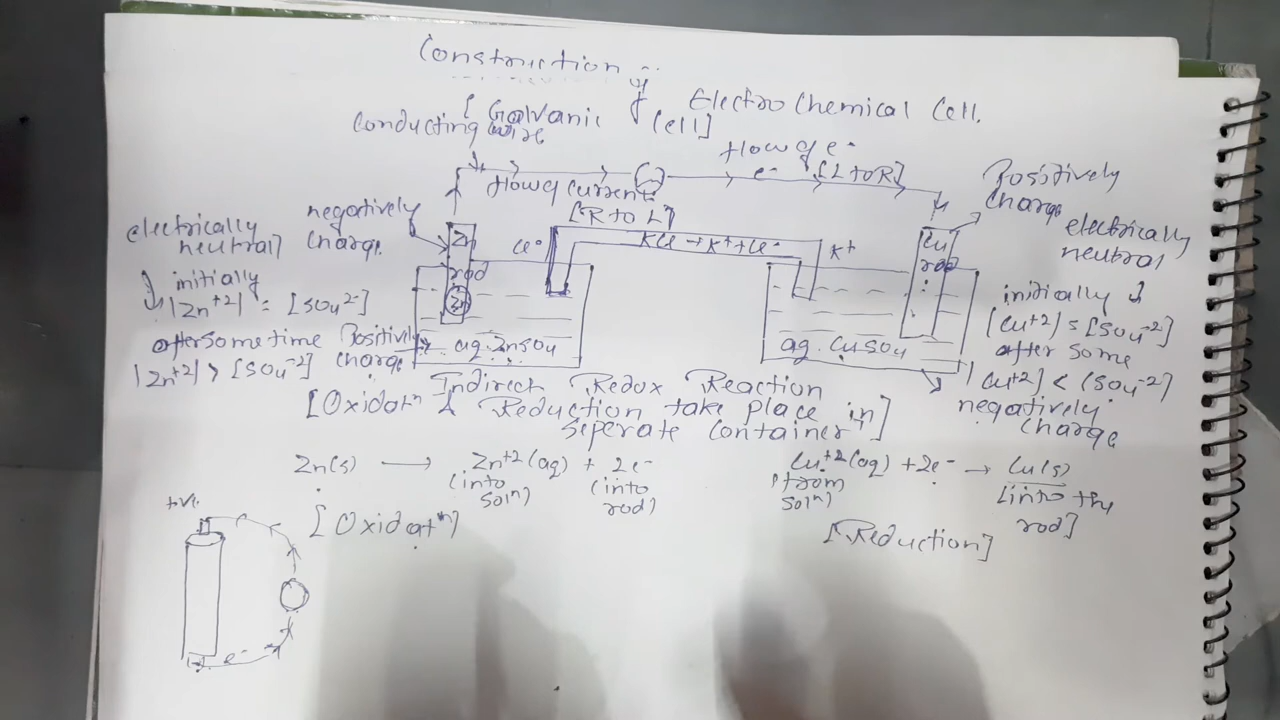 Construction of
[Galvanic Cell] Electro Chemical Cell.
conducting wire
flow of e-
e- [L to R]
flow of current
[R to L]
Positively charge
electrically neutral
negatively charge
electrically neutral
Cl-
KCl → K+ + Cl-
K+
Zn rod
Cu rod
Zn
initially
|Zn+2| = [SO4 2-]
initially
[Cu+2] = [SO4-2]
after sometime Positively charge
|Zn+2| > [SO4-2]
aq. ZnSO4
aq. CuSO4
after some
|Cu+2] < (SO4-2]
negatively charge
Indirect Redox Reaction
[Oxidatn & Reduction take place in
seperate container]
Zn(s) → Zn+2 (aq) + 2e-
(into soln) (into rod)
Cu+2 (aq) + 2e- → Cu(s)
(from soln) [into the rod]
[Oxidatn]
[Reduction]
+ve
e-